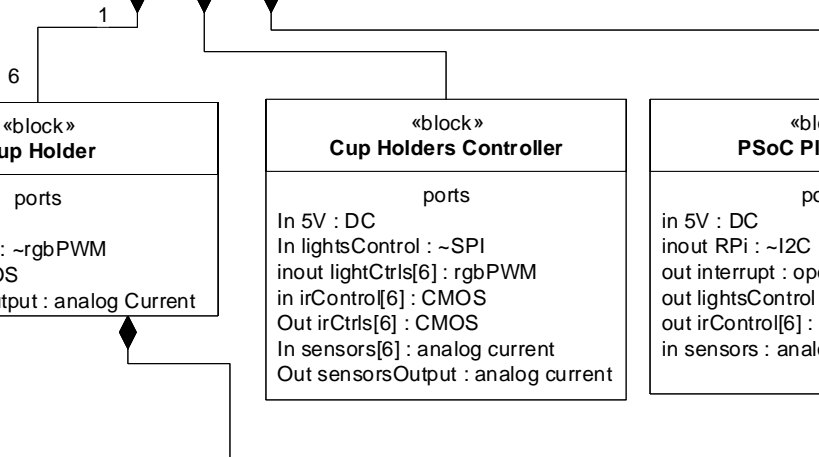 1
6
«block»
up Holder
ports
: ~rgbPWM
OS
tput : analog Current
«block»
Cup Holders Controller
ports
In 5V : DC
In lightsControl : ~SPI
inout lightCtrls[6] : rgbPWM
in irControl[6] : CMOS
Out irCtrls[6] : CMOS
In sensors[6] : analog current
Out sensorsOutput : analog current
«blo
PSoC Pl
po
in 5V : DC
inout RPi : ~I2C
out interrupt : ope
out lightsControl
out irControl[6] :
in sensors : analo